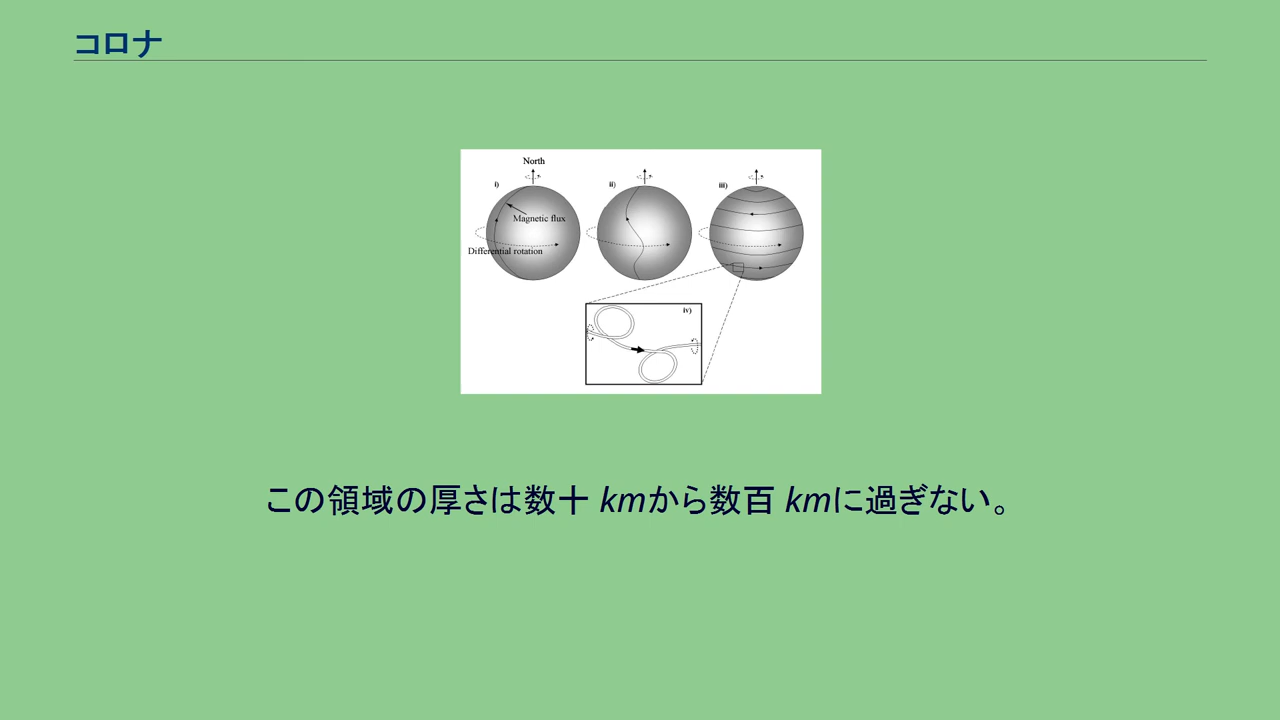 コロナ
North
i)
ii)
iii)
Magnetic flux
Differential rotation
iv)
この領域の厚さは数十 kmから数百 kmに過ぎない。